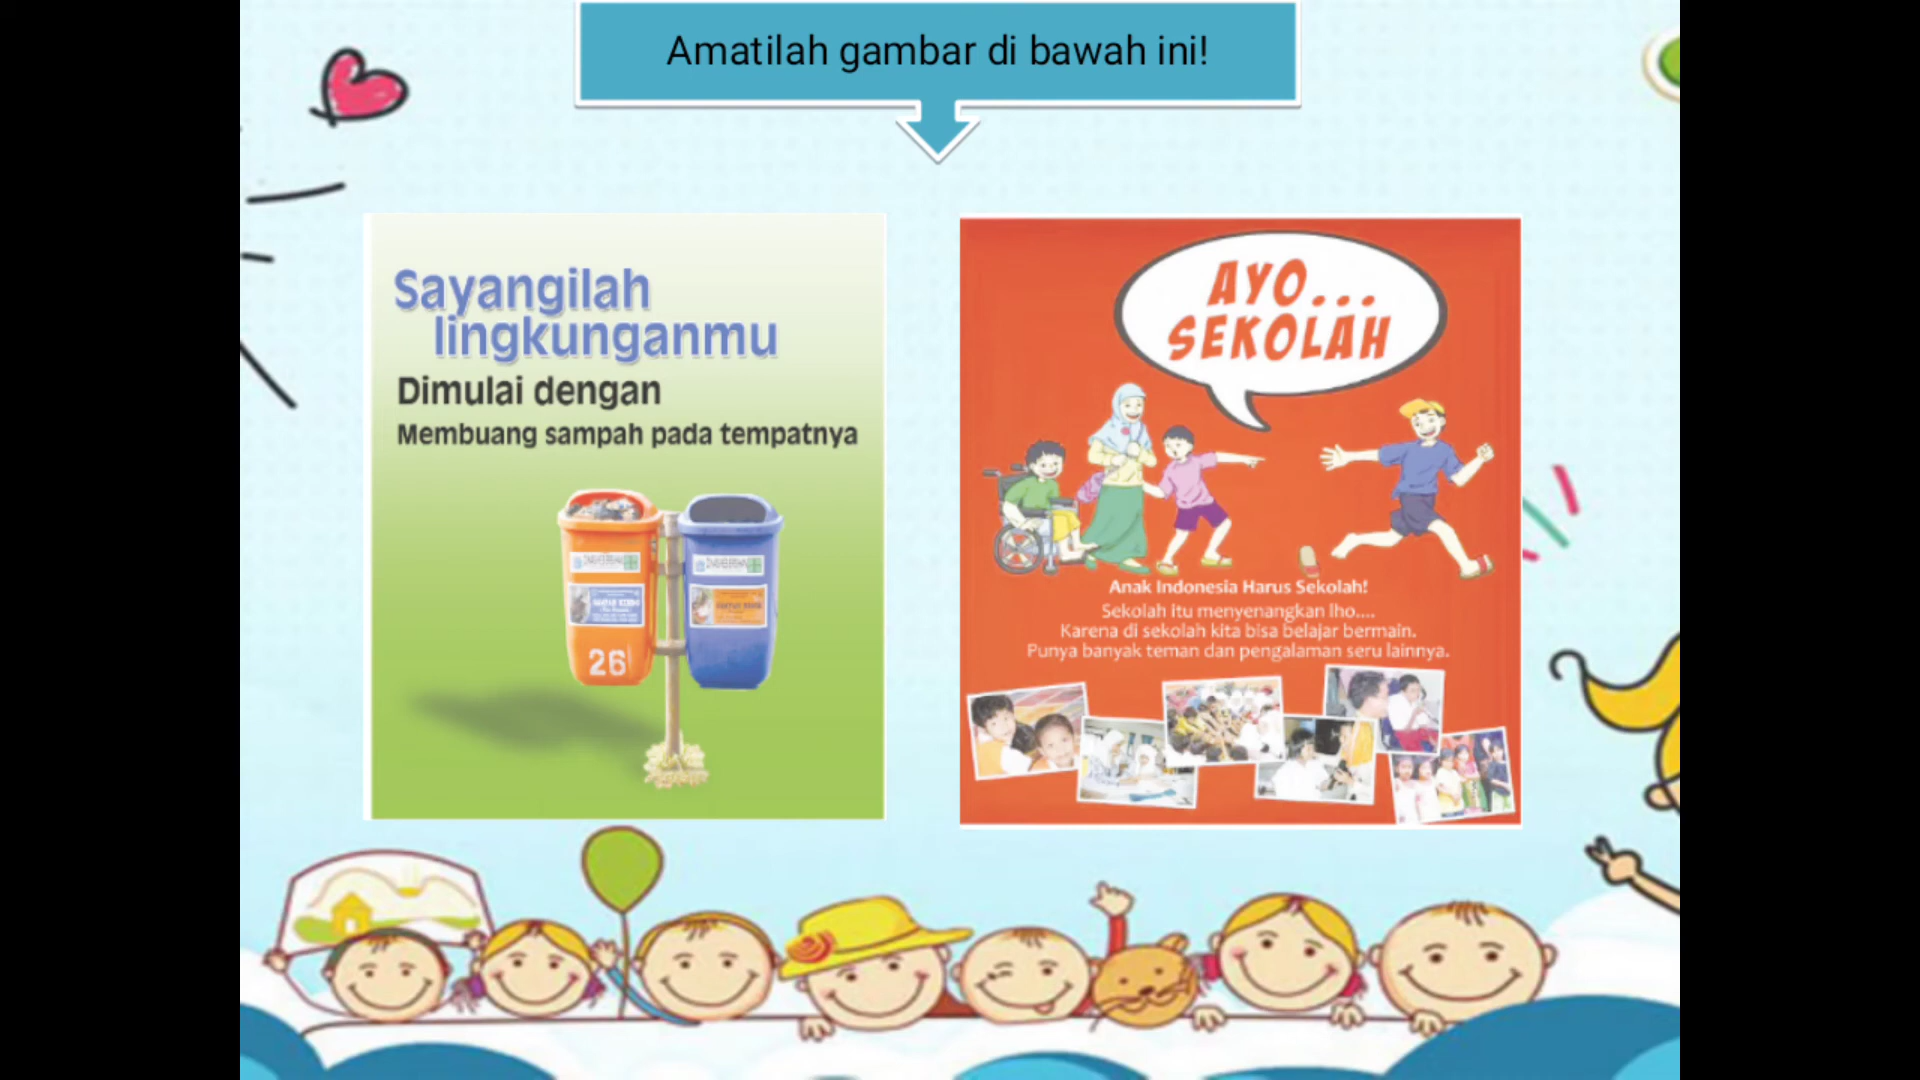 Amatilah gambar di bawah ini!
Sayangilah
lingkunganmu
Dimulai dengan
Membuang sampah pada tempatnya
26
AYO...
SEKOLAH
Anak Indonesia Harus Sekolah!
Sekolah itu menyenangkan lho....
Karena di sekolah kita bisa belajar bermain.
Punya banyak teman dan pengalaman seru lainnya.